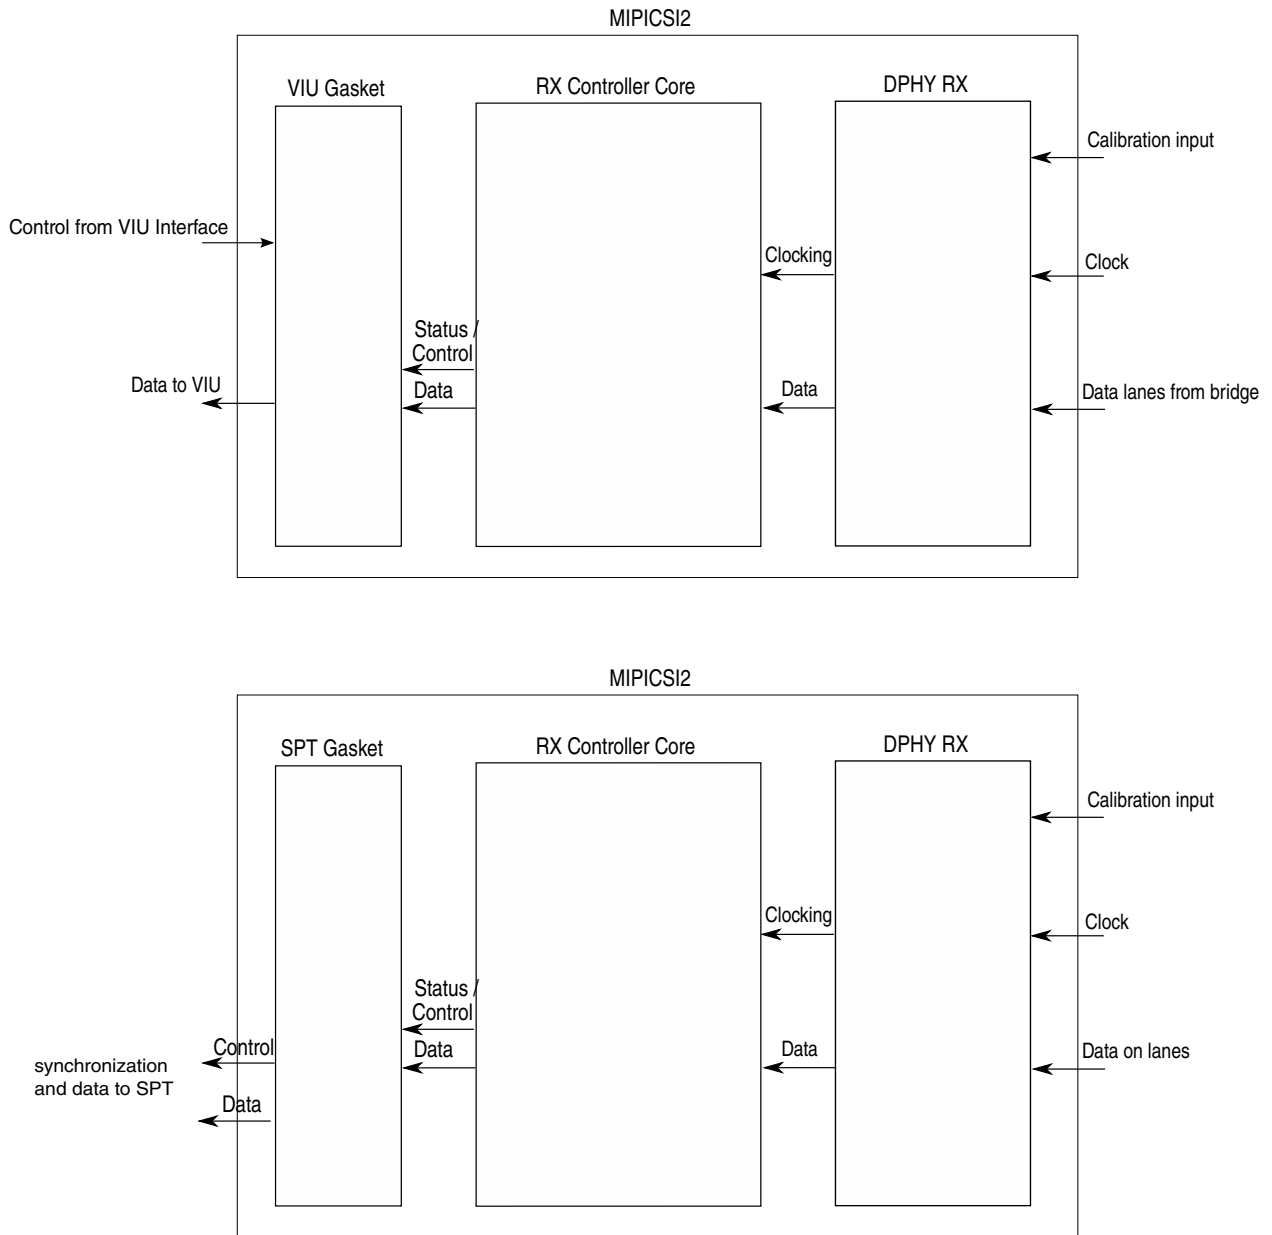 MIPICSI2
VIU Gasket
RX Controller Core
DPHY RX
Calibration input
Control from VIU Interface
Clocking
Clock
Status /
Control
Data to VIU
Data
Data
Data lanes from bridge
MIPICSI2
SPT Gasket
RX Controller Core
DPHY RX
Calibration input
Clocking
Clock
Status /
Control
Control
Data
Data
Data on lanes
synchronization
and data to SPT
Data